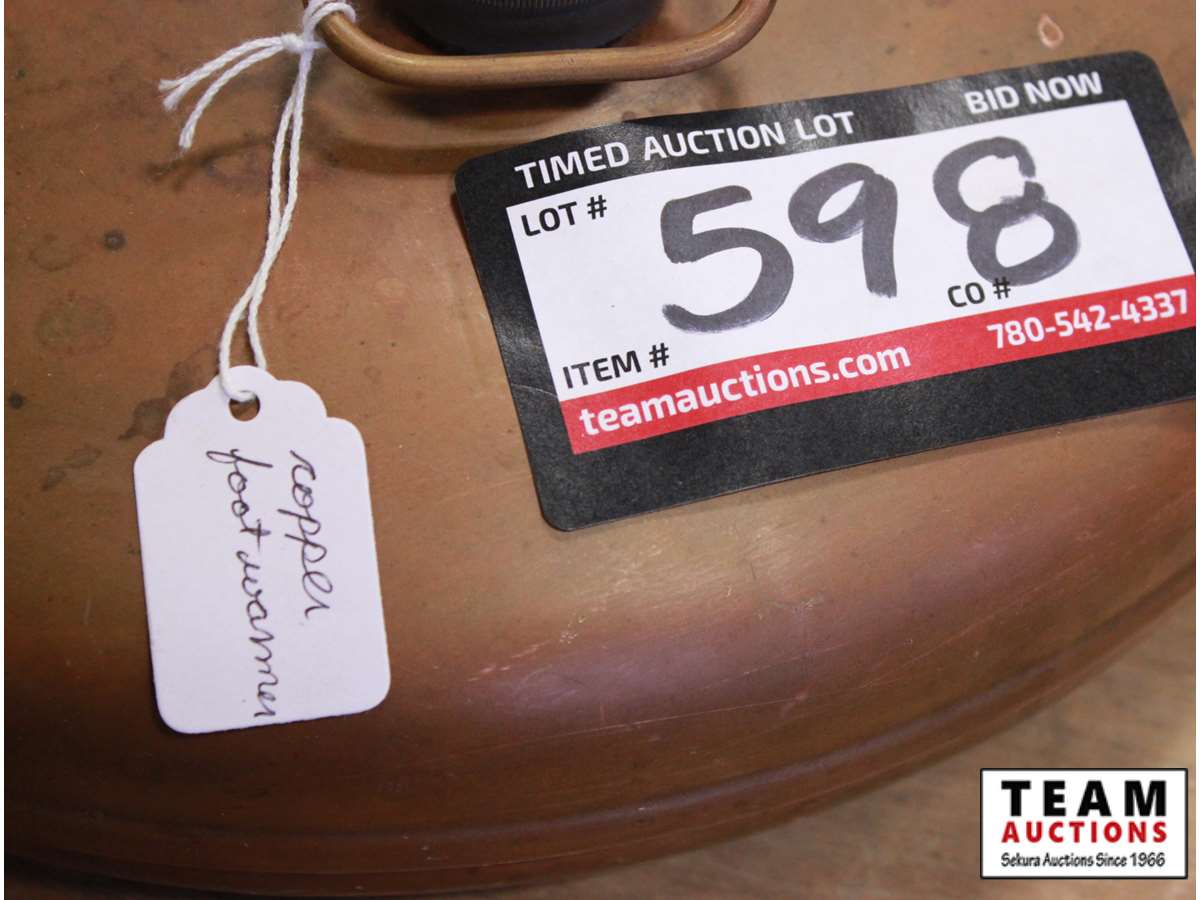 TIMED AUCTION LOT BID NOW
LOT # 598
ITEM # CO #
teamauctions.com 780-542-4337
copper
foot warmer
TEAM
AUCTIONS
Sekura Auctions Since 1966